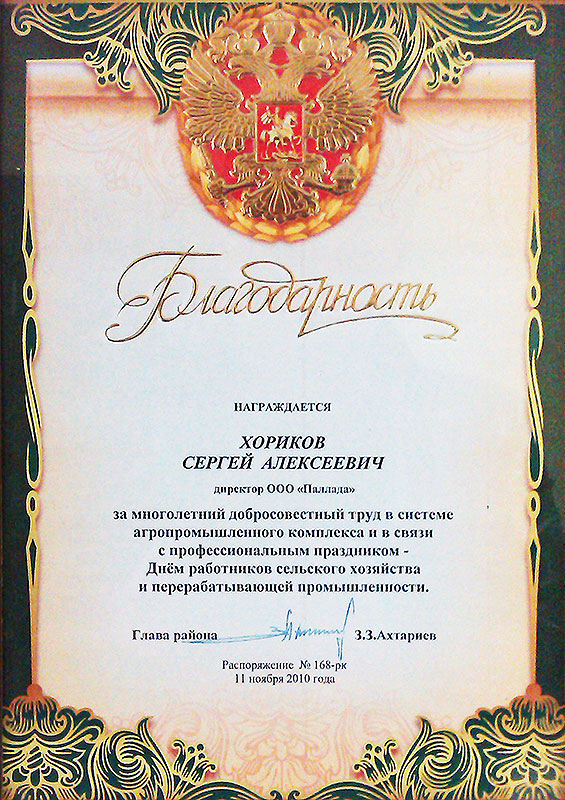 Благодарность
НАГРАЖДАЕТСЯ
ХОРИКОВ
СЕРГЕЙ АЛЕКСЕЕВИЧ
директор ООО «Паллада»
за многолетний добросовестный труд в системе
агропромышленного комплекса и в связи
с профессиональным праздником -
Днём работников сельского хозяйства
и перерабатывающей промышленности.
Глава района З.З.Ахтариев
Распоряжение № 168-рк
11 ноября 2010 года